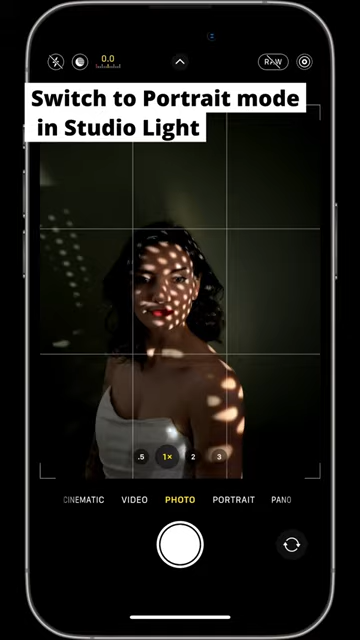 0.0
RAW
Switch to Portrait mode
in Studio Light
.5 1× 2 3
CINEMATIC VIDEO PHOTO PORTRAIT PANO